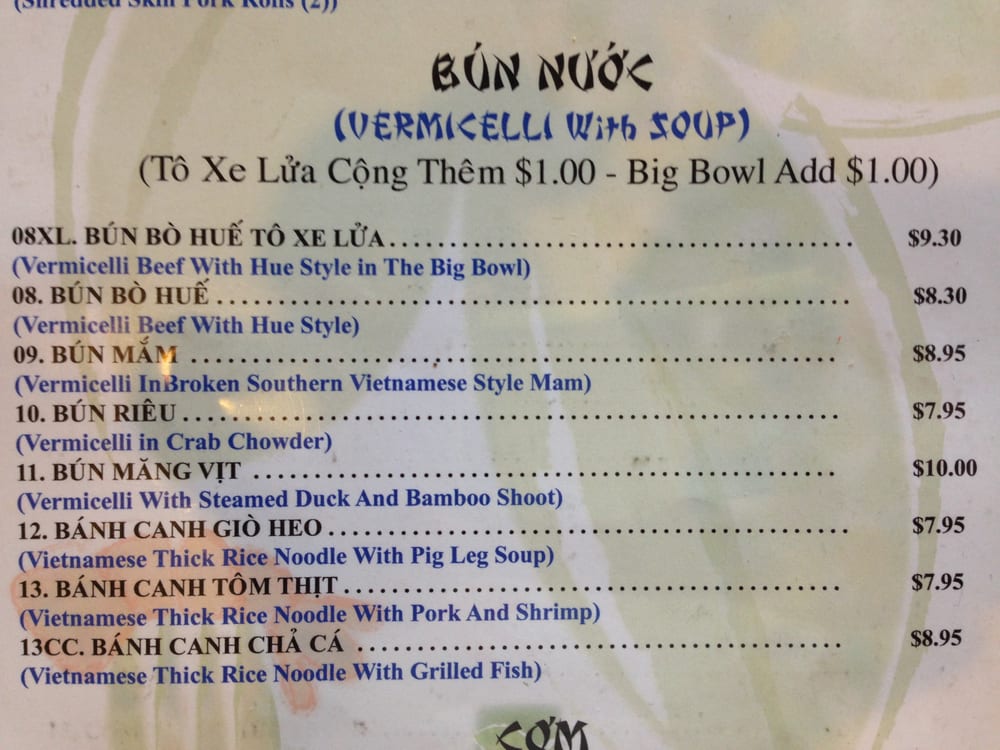 (Shredded Skin Pork Rolls (2))
BÚN NƯỚC
(VERMICELLI With SOUP)
(Tô Xe Lửa Cộng Thêm $1.00 - Big Bowl Add $1.00)
08XL. BÚN BÒ HUẾ TÔ XE LỬA........................................ $9.30
(Vermicelli Beef With Hue Style in The Big Bowl)
08. BÚN BÒ HUẾ ........................................................ $8.30
(Vermicelli Beef With Hue Style)
09. BÚN MẮM ........................................................ $8.95
(Vermicelli InBroken Southern Vietnamese Style Mam)
10. BÚN RIÊU........................................................ $7.95
(Vermicelli in Crab Chowder)
11. BÚN MĂNG VỊT .................................................. $10.00
(Vermicelli With Steamed Duck And Bamboo Shoot)
12. BÁNH CANH GIÒ HEO............................................. $7.95
(Vietnamese Thick Rice Noodle With Pig Leg Soup)
13. BÁNH CANH TÔM THỊT........................................... $7.95
(Vietnamese Thick Rice Noodle With Pork And Shrimp)
13CC. BÁNH CANH CHẢ CÁ .......................................... $8.95
(Vietnamese Thick Rice Noodle With Grilled Fish)
CƠM